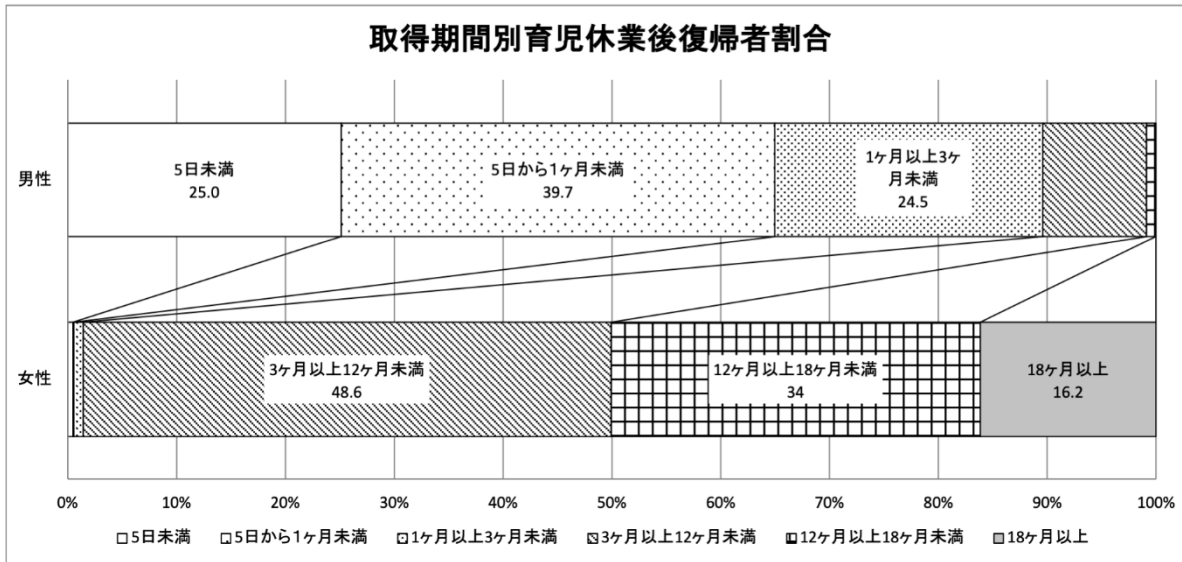 取得期間別育児休業後復帰者割合
男性
5日未満
25.0
5日から1ヶ月未満
39.7
1ヶ月以上3ヶ
月未満
24.5
女性
3ヶ月以上12ヶ月未満
48.6
12ヶ月以上18ヶ月未満
34
18ヶ月以上
16.2
0% 10% 20% 30% 40% 50% 60% 70% 80% 90% 100%
5日未満 5日から1ヶ月未満 1ヶ月以上3ヶ月未満 3ヶ月以上12ヶ月未満 12ヶ月以上18ヶ月未満 18ヶ月以上